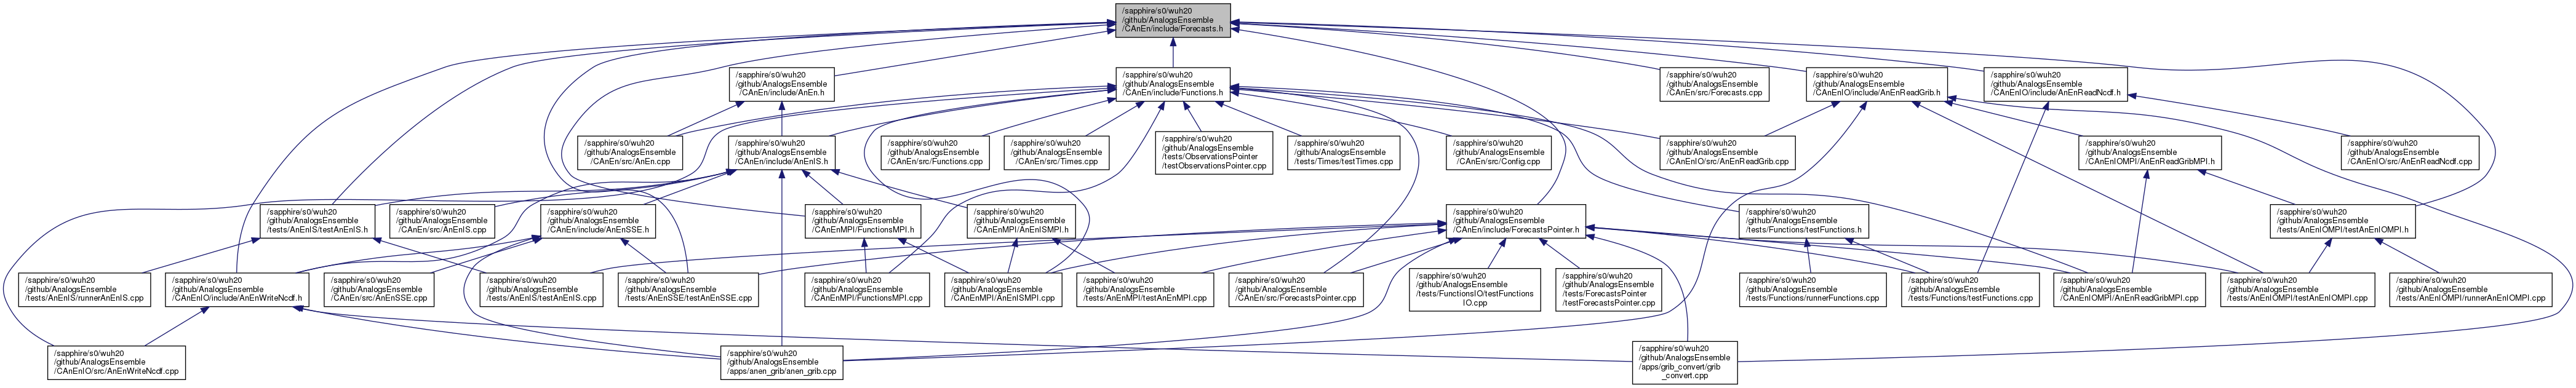 /sapphire/s0/wuh20
/github/AnalogsEnsemble
/CAnEn/include/Forecasts.h
/sapphire/s0/wuh20
/github/AnalogsEnsemble
/CAnEn/include/AnEn.h
/sapphire/s0/wuh20
/github/AnalogsEnsemble
/CAnEn/include/Functions.h
/sapphire/s0/wuh20
/github/AnalogsEnsemble
/CAnEn/src/Forecasts.cpp
/sapphire/s0/wuh20
/github/AnalogsEnsemble
/CAnEnIO/include/AnEnReadGrib.h
/sapphire/s0/wuh20
/github/AnalogsEnsemble
/CAnEnIO/include/AnEnReadNcdf.h
/sapphire/s0/wuh20
/github/AnalogsEnsemble
/CAnEn/src/AnEn.cpp
/sapphire/s0/wuh20
/github/AnalogsEnsemble
/CAnEn/include/AnEnIS.h
/sapphire/s0/wuh20
/github/AnalogsEnsemble
/CAnEn/src/Functions.cpp
/sapphire/s0/wuh20
/github/AnalogsEnsemble
/CAnEn/src/Times.cpp
/sapphire/s0/wuh20
/github/AnalogsEnsemble
/tests/ObservationsPointer
/testObservationsPointer.cpp
/sapphire/s0/wuh20
/github/AnalogsEnsemble
/tests/Times/testTimes.cpp
/sapphire/s0/wuh20
/github/AnalogsEnsemble
/CAnEn/src/Config.cpp
/sapphire/s0/wuh20
/github/AnalogsEnsemble
/CAnEnIO/src/AnEnReadGrib.cpp
/sapphire/s0/wuh20
/github/AnalogsEnsemble
/CAnEnIOMPI/AnEnReadGribMPI.h
/sapphire/s0/wuh20
/github/AnalogsEnsemble
/CAnEnIO/src/AnEnReadNcdf.cpp
/sapphire/s0/wuh20
/github/AnalogsEnsemble
/tests/AnEnIS/testAnEnIS.h
/sapphire/s0/wuh20
/github/AnalogsEnsemble
/CAnEn/src/AnEnIS.cpp
/sapphire/s0/wuh20
/github/AnalogsEnsemble
/CAnEn/include/AnEnSSE.h
/sapphire/s0/wuh20
/github/AnalogsEnsemble
/CAnEnMPI/FunctionsMPI.h
/sapphire/s0/wuh20
/github/AnalogsEnsemble
/CAnEnMPI/AnEnISMPI.h
/sapphire/s0/wuh20
/github/AnalogsEnsemble
/CAnEn/include/ForecastsPointer.h
/sapphire/s0/wuh20
/github/AnalogsEnsemble
/tests/Functions/testFunctions.h
/sapphire/s0/wuh20
/github/AnalogsEnsemble
/tests/AnEnIOMPI/testAnEnIOMPI.h
/sapphire/s0/wuh20
/github/AnalogsEnsemble
/tests/AnEnIS/runnerAnEnIS.cpp
/sapphire/s0/wuh20
/github/AnalogsEnsemble
/CAnEnIO/include/AnEnWriteNcdf.h
/sapphire/s0/wuh20
/github/AnalogsEnsemble
/CAnEn/src/AnEnSSE.cpp
/sapphire/s0/wuh20
/github/AnalogsEnsemble
/tests/AnEnIS/testAnEnIS.cpp
/sapphire/s0/wuh20
/github/AnalogsEnsemble
/tests/AnEnSSE/testAnEnSSE.cpp
/sapphire/s0/wuh20
/github/AnalogsEnsemble
/CAnEnMPI/FunctionsMPI.cpp
/sapphire/s0/wuh20
/github/AnalogsEnsemble
/CAnEnMPI/AnEnISMPI.cpp
/sapphire/s0/wuh20
/github/AnalogsEnsemble
/tests/AnEnMPI/testAnEnMPI.cpp
/sapphire/s0/wuh20
/github/AnalogsEnsemble
/CAnEn/src/ForecastsPointer.cpp
/sapphire/s0/wuh20
/github/AnalogsEnsemble
/tests/FunctionsIO/testFunctions
IO.cpp
/sapphire/s0/wuh20
/github/AnalogsEnsemble
/tests/ForecastsPointer
/testForecastsPointer.cpp
/sapphire/s0/wuh20
/github/AnalogsEnsemble
/tests/Functions/runnerFunctions.cpp
/sapphire/s0/wuh20
/github/AnalogsEnsemble
/tests/Functions/testFunctions.cpp
/sapphire/s0/wuh20
/github/AnalogsEnsemble
/CAnEnIOMPI/AnEnReadGribMPI.cpp
/sapphire/s0/wuh20
/github/AnalogsEnsemble
/tests/AnEnIOMPI/testAnEnIOMPI.cpp
/sapphire/s0/wuh20
/github/AnalogsEnsemble
/tests/AnEnIOMPI/runnerAnEnIOMPI.cpp
/sapphire/s0/wuh20
/github/AnalogsEnsemble
/CAnEnIO/src/AnEnWriteNcdf.cpp
/sapphire/s0/wuh20
/github/AnalogsEnsemble
/apps/anen_grib/anen_grib.cpp
/sapphire/s0/wuh20
/github/AnalogsEnsemble
/apps/grib_convert/grib
_convert.cpp